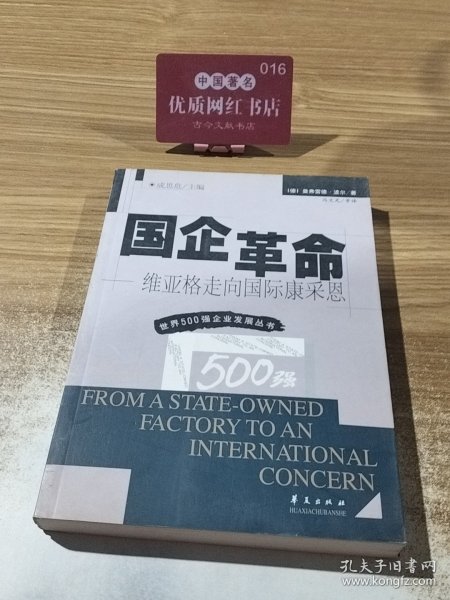 016
中国著名
优质网红书店
古今文献书店
成思危/主编
(德) 曼弗雷德·波尔/著
国企革命
维亚格走向国际康采恩
世界500强企业发展丛书
500强
FROM A STATE-OWNED
FACTORY TO AN
INTERNATIONAL
CONCERN
华夏出版社
HUAXIACHUBANSHE
孔夫子旧书网
www.kongfz.com